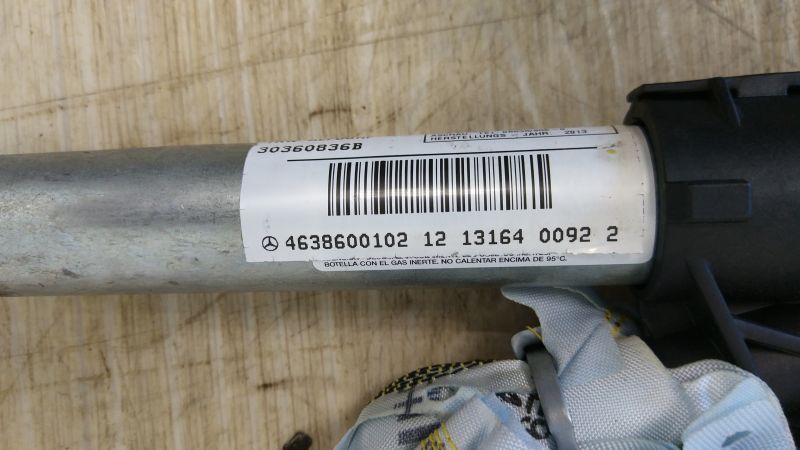 HERSTELLUNGS - JAHR 2013
30360836B
4638600102 12 13164 0092 2
BOTELLA CON EL GAS INERTE. NO CALENTAR ENCIMA DE 95°C.